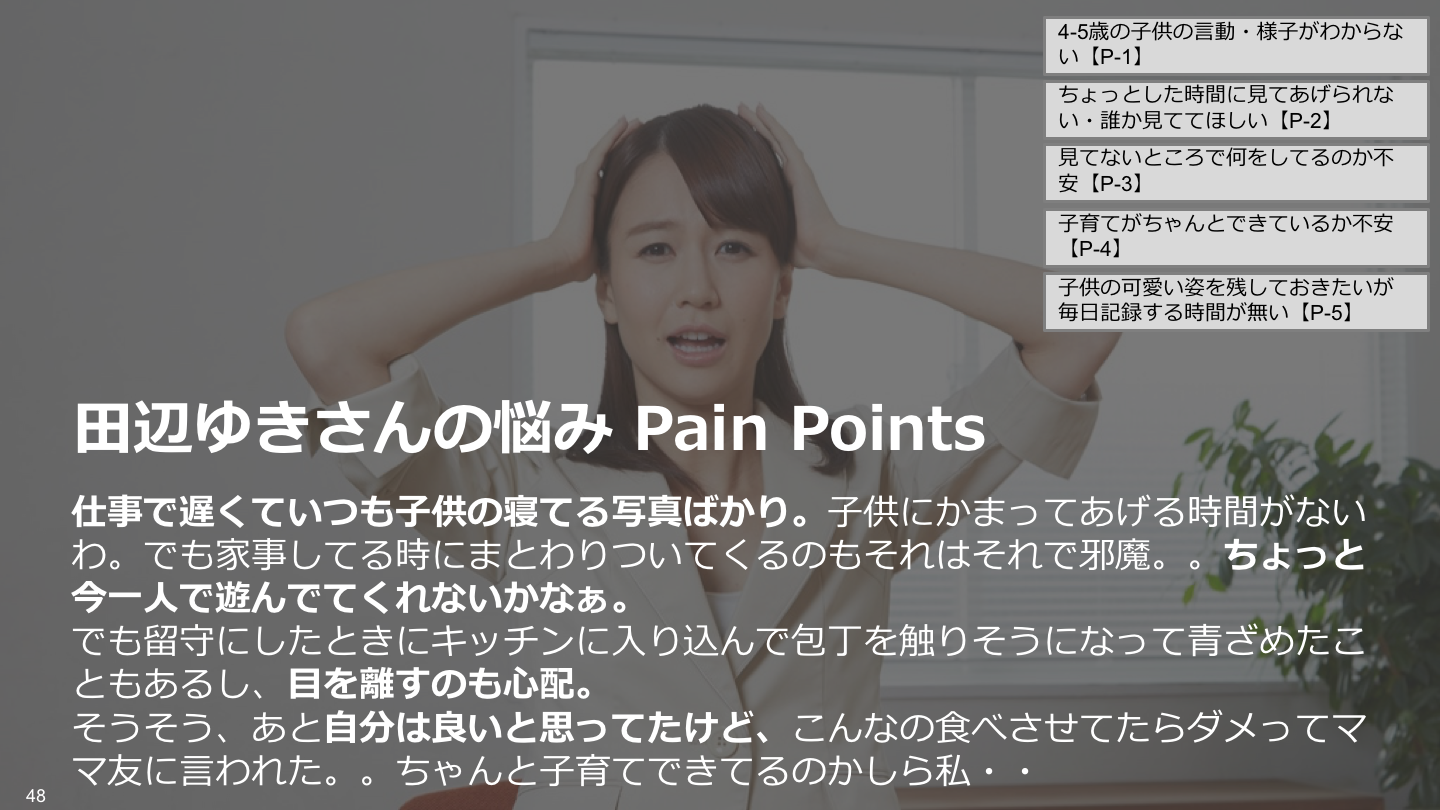 4-5歳の子供の言動・様子がわからな
い【P-1】
ちょっとした時間に見てあげられな
い・誰か見ててほしい【P-2】
見てないところで何をしてるのか不
安【P-3】
子育てがちゃんとできているか不安
【P-4】
子供の可愛い姿を残しておきたいが
毎日記録する時間が無い【P-5】
田辺ゆきさんの悩み Pain Points
仕事で遅くていつも子供の寝てる写真ばかり。子供にかまってあげる時間がない
わ。でも家事してる時にまとわりついてくるのもそれはそれで邪魔。。ちょっと
今一人で遊んでてくれないかなぁ。
でも留守にしたときにキッチンに入り込んで包丁を触りそうになって青ざめたこ
ともあるし、目を離すのも心配。
そうそう、あと自分は良いと思ってたけど、こんなの食べさせてたらダメってマ
マ友に言われた。。ちゃんと子育てできてるのかしら私・・
48